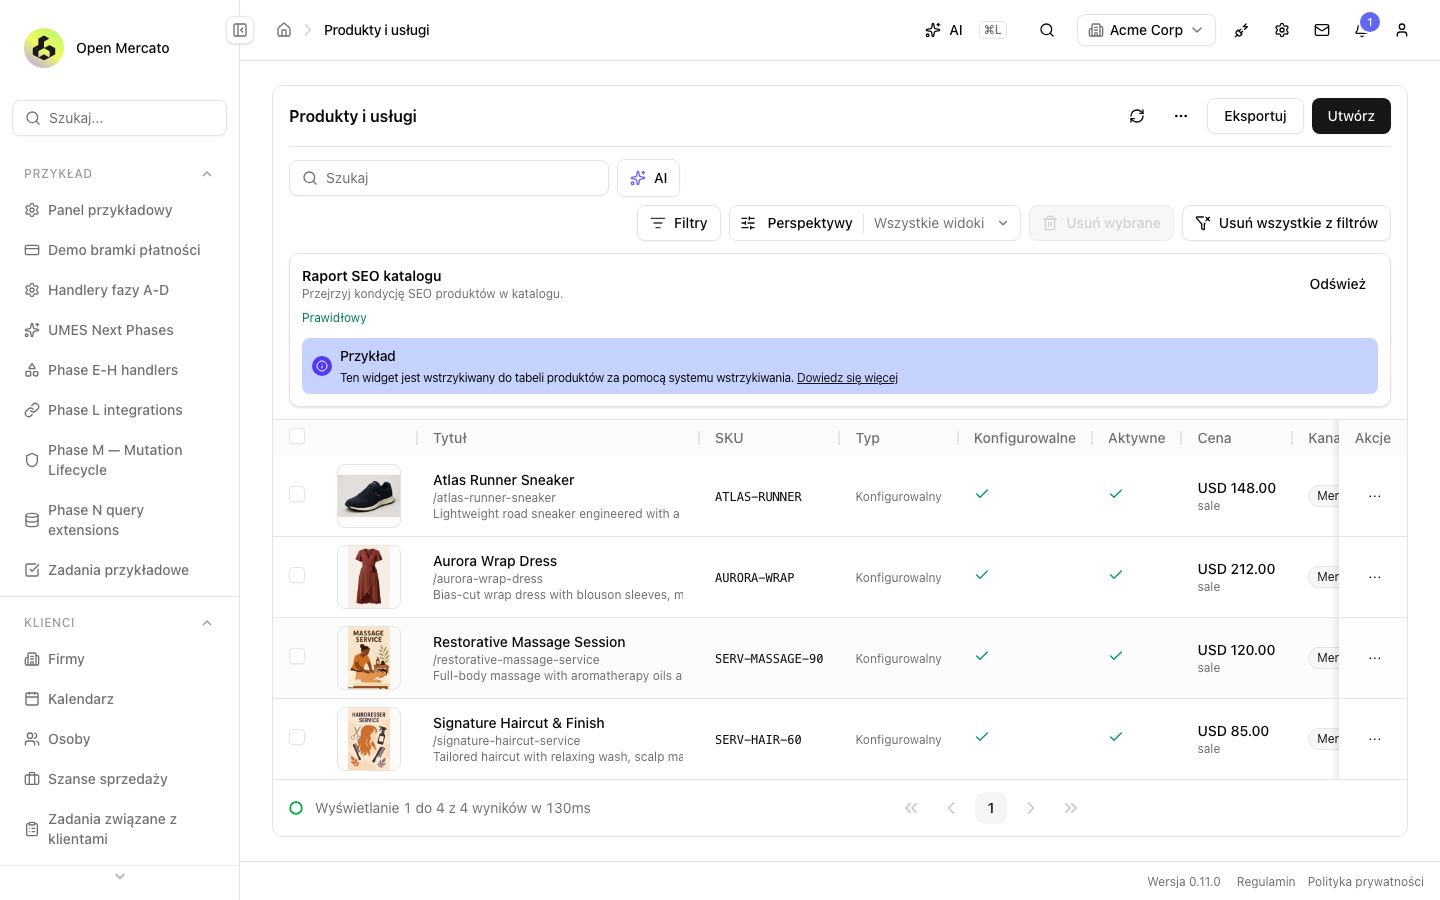 Open Mercato
Produkty i usługi
AI ⌘L
Acme Corp
1
Szukaj...
PRZYKŁAD
Panel przykładowy
Demo bramki płatności
Handlery fazy A-D
UMES Next Phases
Phase E-H handlers
Phase L integrations
Phase M — Mutation
Lifecycle
Phase N query
extensions
Zadania przykładowe
KLIENCI
Firmy
Kalendarz
Osoby
Szanse sprzedaży
Zadania związane z
klientami
Produkty i usługi
Eksportuj
Utwórz
Szukaj
AI
Filtry
Perspektywy
Wszystkie widoki
Usuń wybrane
Usuń wszystkie z filtrów
Raport SEO katalogu
Przejrzyj kondycję SEO produktów w katalogu.
Odśwież
Prawidłowy
Przykład
Ten widget jest wstrzykiwany do tabeli produktów za pomocą systemu wstrzykiwania. Dowiedz się więcej
Tytuł SKU Typ Konfigurowalne Aktywne Cena Kana Akcje
Atlas Runner Sneaker
/atlas-runner-sneaker
Lightweight road sneaker engineered with a
ATLAS-RUNNER
Konfigurowalny
USD 148.00
sale
Mer
Aurora Wrap Dress
/aurora-wrap-dress
Bias-cut wrap dress with blouson sleeves, m
AURORA-WRAP
Konfigurowalny
USD 212.00
sale
Mer
MASSAGE
SERVICE
Restorative Massage Session
/restorative-massage-service
Full-body massage with aromatherapy oils a
SERV-MASSAGE-90
Konfigurowalny
USD 120.00
sale
Mer
HAIRDRESSER
SERVICE
Signature Haircut & Finish
/signature-haircut-service
Tailored haircut with relaxing wash, scalp ma
SERV-HAIR-60
Konfigurowalny
USD 85.00
sale
Mer
Wyświetlanie 1 do 4 z 4 wyników w 130ms
1
Wersja 0.11.0
Regulamin
Polityka prywatności